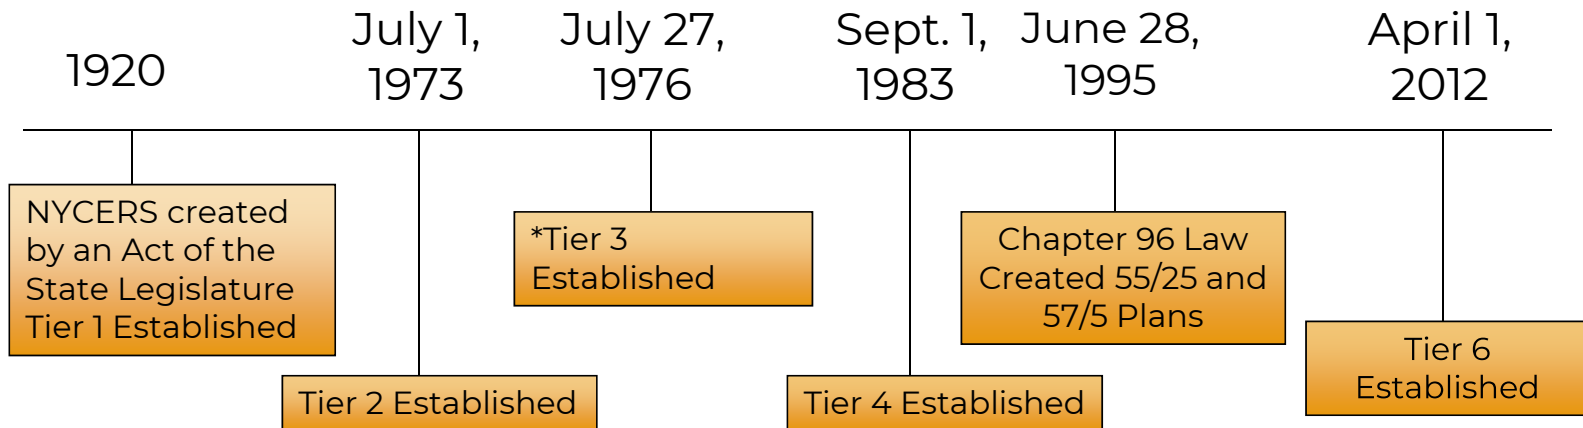 1920
July 1,
1973
July 27,
1976
Sept. 1,
1983
June 28,
1995
April 1,
2012
NYCERS created
by an Act of the
State Legislature
Tier 1 Established
Tier 2 Established
*Tier 3
Established
Tier 4 Established
Chapter 96 Law
Created 55/25 and
57/5 Plans
Tier 6
Established